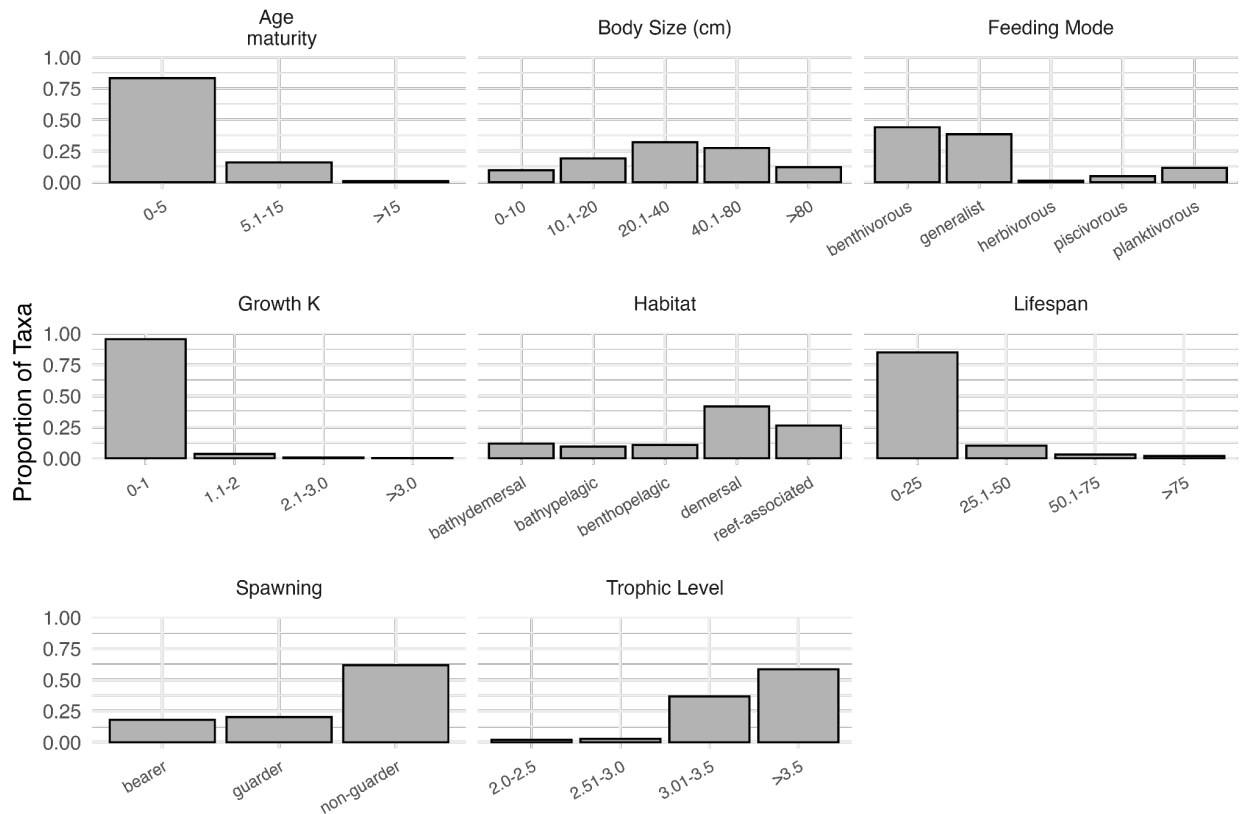 Age
maturity
Body Size (cm)
Feeding Mode
1.00
0.75
0.50
0.25
0.00
0-5
5.1-15
>15
0-10
10.1-20
20.1-40
40.1-80
>80
benthivorous
generalist
herbivorous
piscivorous
planktivorous
Proportion of Taxa
Growth K
Habitat
Lifespan
1.00
0.75
0.50
0.25
0.00
0-1
1.1-2
2.1-3.0
>3.0
bathydemersal
bathypelagic
benthopelagic
demersal
reef-associated
0-25
25.1-50
50.1-75
>75
Spawning
Trophic Level
1.00
0.75
0.50
0.25
0.00
bearer
guarder
non-guarder
2.0-2.5
2.51-3.0
3.01-3.5
>3.5